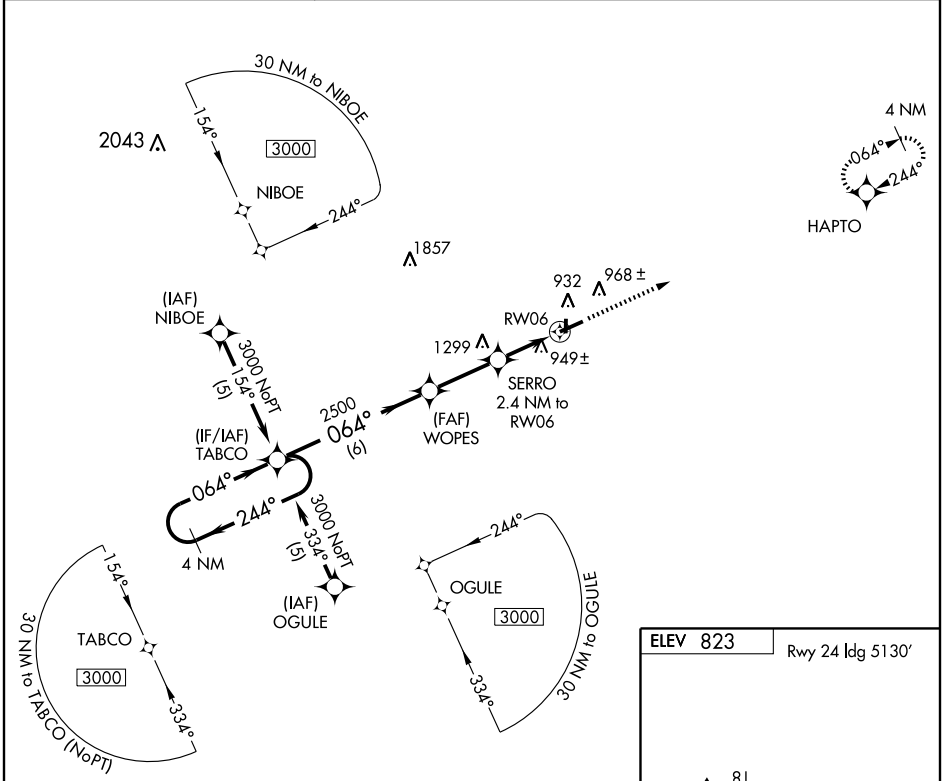 30 NM to NIBOE
154°
2043
3000
NIBOE
244°
4 NM
064°
244°
HAPTO
1857
(IAF)
NIBOE
3000 NoPT
154°
(5)
932
968 ±
RW06
1299
949±
SERRO
2.4 NM to
RW06
(FAF)
WOPES
2500
064°
(6)
(IF/IAF)
TABCO
064°
244°
4 NM
3000 NoPT
334°
(5)
(IAF)
OGULE
154°
TABCO
3000
334°
30 NM to TABCO (NoPT)
244°
OGULE
3000
334°
30 NM to OGULE
ELEV 823
Rwy 24 ldg 5130'